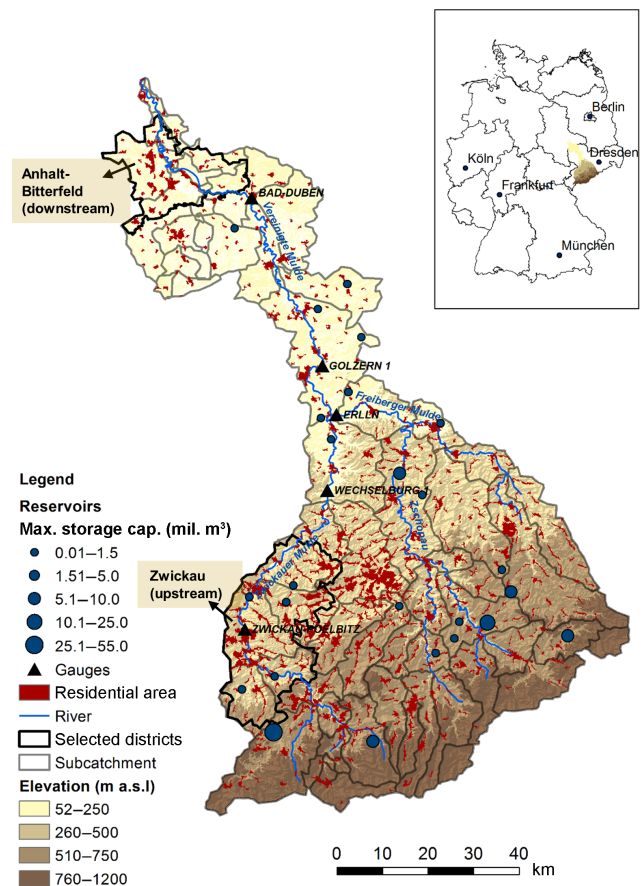 Berlin
Dresden
Köln
Frankfurt
München
Anhalt-
Bitterfeld
(downstream)
BAD-DUBEN
Vereinigte Mulde
GOLZERN 1
Freiberger Mulde
ERLLN
WECHSELBURG 1
Zschopau
Zwickauer Mulde
Zwickau
(upstream)
ZWICKAU-POELBITZ
Legend
Reservoirs
Max. storage cap. (mil. m³)
0.01–1.5
1.51–5.0
5.1–10.0
10.1–25.0
25.1–55.0
Gauges
Residential area
River
Selected districts
Subcatchment
Elevation (m a.s.l)
52–250
260–500
510–750
760–1200
0 10 20 30 40
km